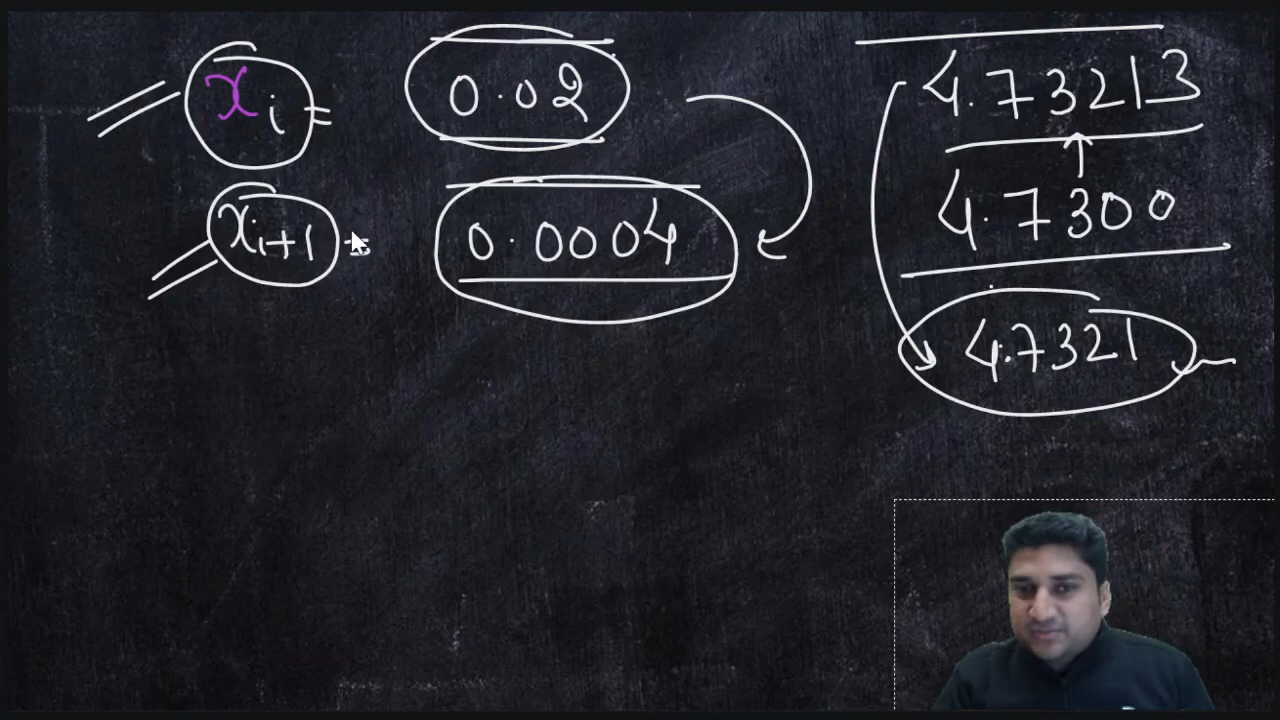 xi = 0.02
xi+1 = 0.0004
4.73213
4.7300
4.7321